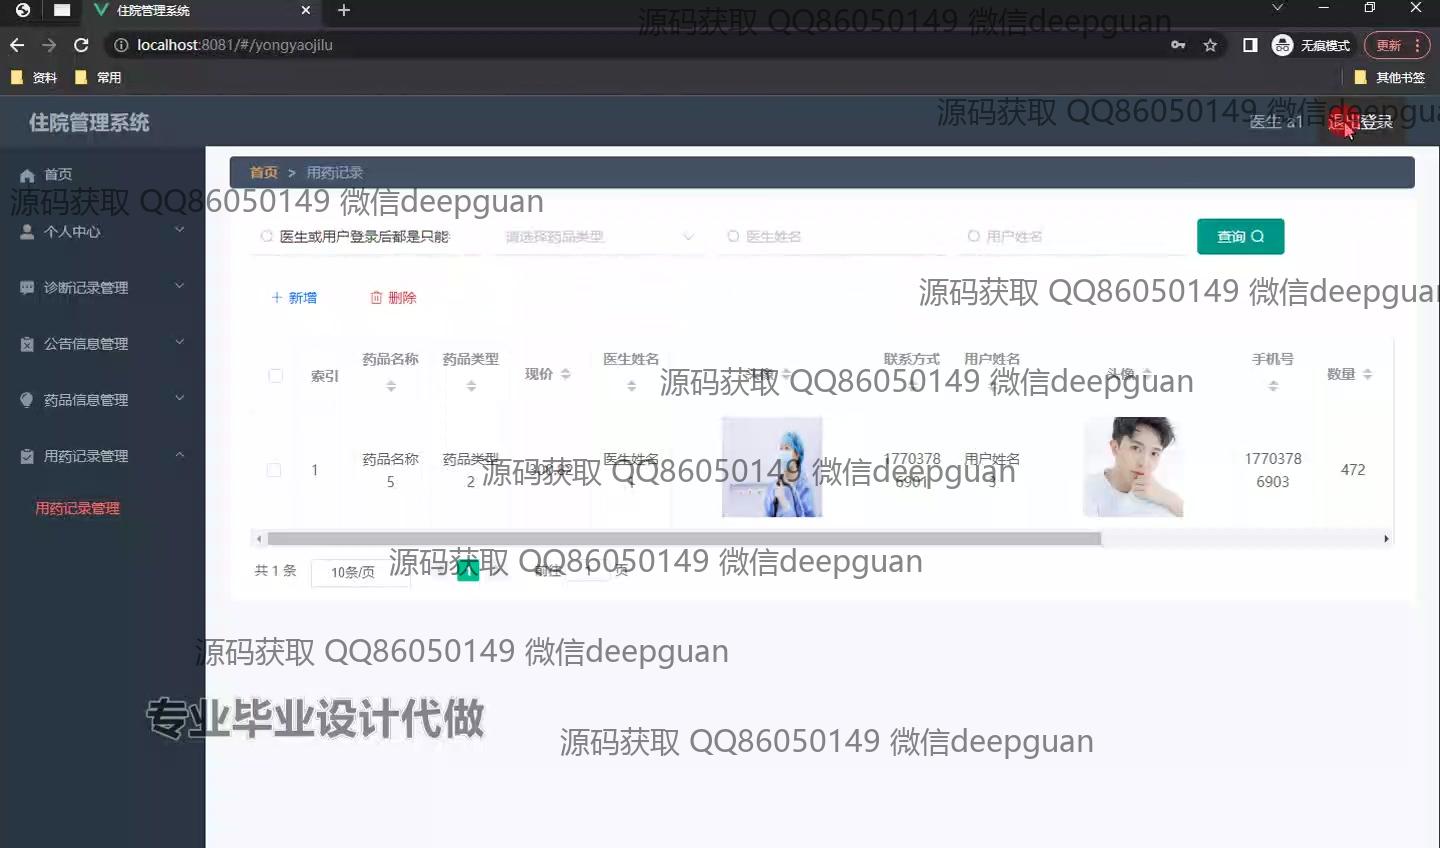 住院管理系统
源码获取 QQ86050149 微信deepguan
localhost:8081/#/yongyaojilu
无痕模式
更新
资料
常用
其他书签
住院管理系统
源码获取 QQ86050149 微信deepgua
医生 a1
退出登录
首页
首页 > 用药记录
源码获取 QQ86050149 微信deepguan
个人中心
医生或用户登录后都是只能
请选择药品类型
医生姓名
用户姓名
查询
诊断记录管理
新增
删除
源码获取 QQ86050149 微信deepguan
公告信息管理
索引
药品名称
药品类型
现价
医生姓名
头像
联系方式
用户姓名
头像
手机号
数量
源码获取 QQ86050149 微信deepguan
药品信息管理
用药记录管理
1
药品名称
5
药品类型
2
医生姓名
1
1770378
6901
用户姓名
3
1770378
6903
472
源码获取 QQ86050149 微信deepguan
用药记录管理
共 1 条
10条/页
1
前往
1
页
源码获取 QQ86050149 微信deepguan
源码获取 QQ86050149 微信deepguan
专业毕业设计代做
源码获取 QQ86050149 微信deepguan